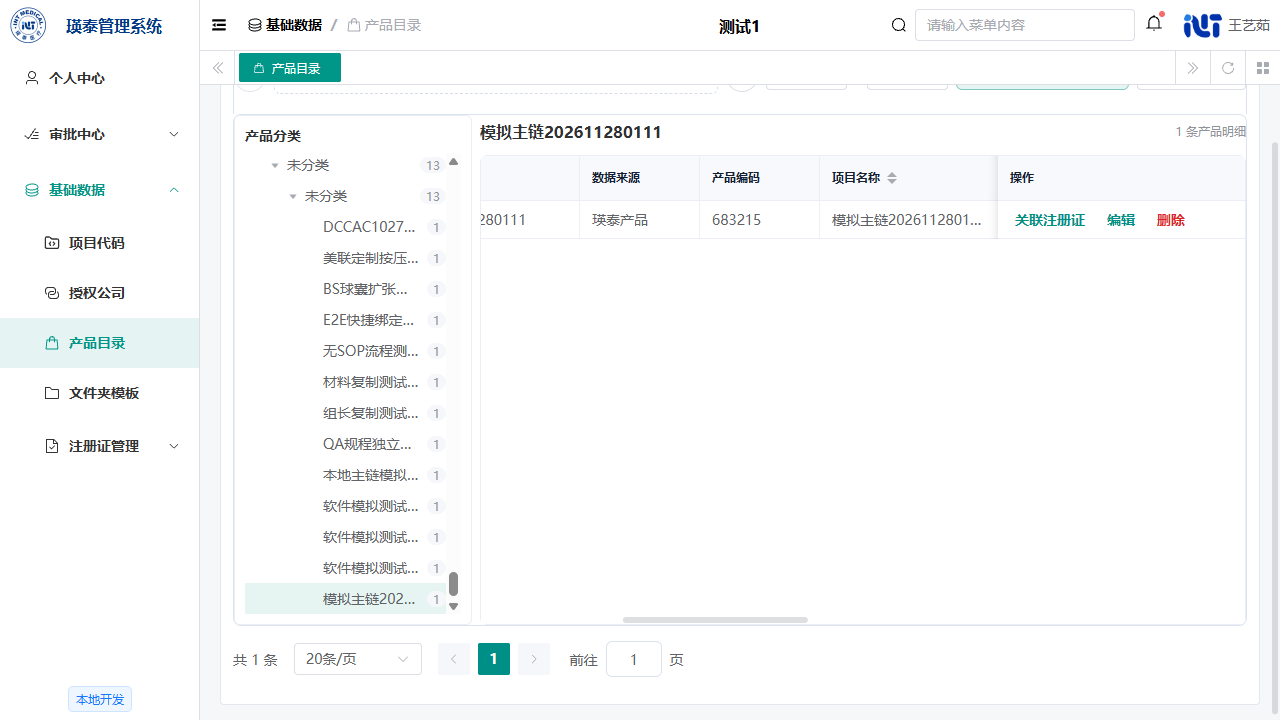 瑛泰管理系统
基础数据 / 产品目录
测试1
请输入菜单内容
王艺茹
产品目录
个人中心
审批中心
基础数据
项目代码
授权公司
产品目录
文件夹模板
注册证管理
本地开发
产品分类
未分类 13
未分类 13
DCCAC1027... 1
美联定制按压... 1
BS球囊扩张... 1
E2E快捷绑定... 1
无SOP流程测... 1
材料复制测试... 1
组长复制测试... 1
QA规程独立... 1
本地主链模拟... 1
软件模拟测试... 1
软件模拟测试... 1
软件模拟测试... 1
模拟主链202... 1
模拟主链202611280111
1 条产品明细
数据来源 产品编码 项目名称 操作
280111 瑛泰产品 683215 模拟主链2026112801... 关联注册证 编辑 删除
共 1 条 20条/页 1 前往 1 页